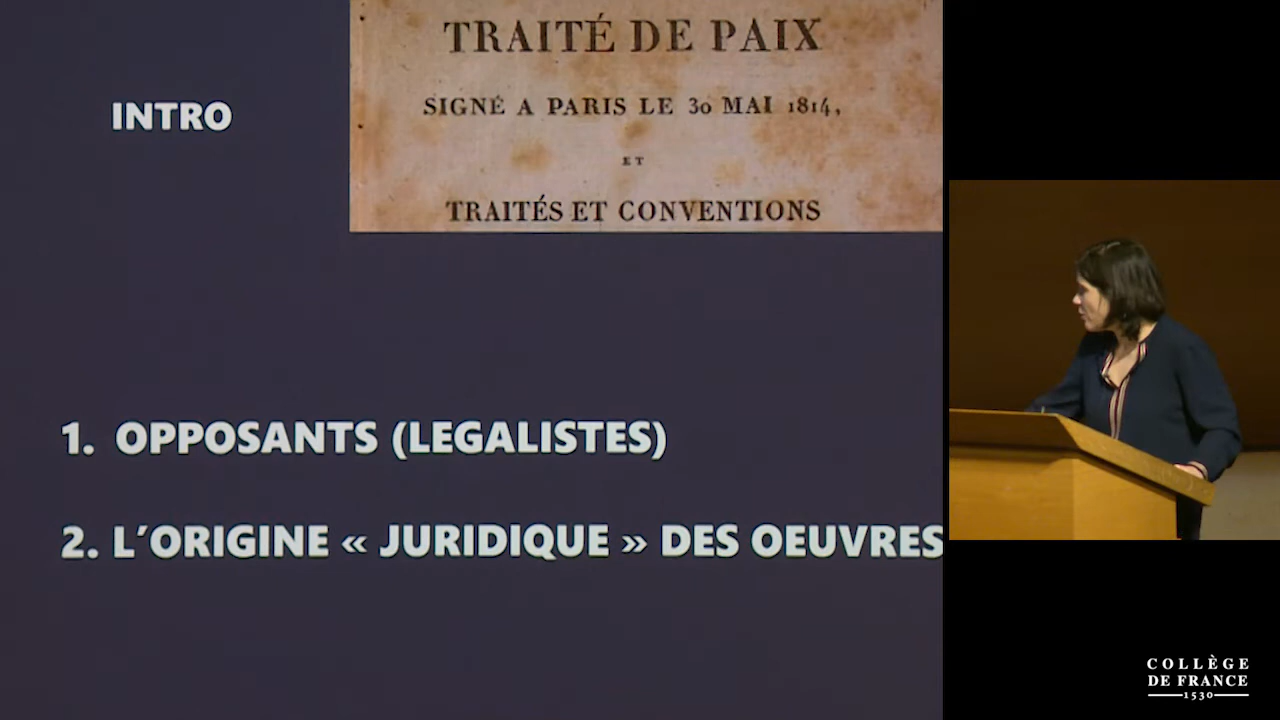 INTRO
TRAITÉ DE PAIX
SIGNÉ A PARIS LE 30 MAI 1814,
ET
TRAITÉS ET CONVENTIONS
1. OPPOSANTS (LEGALISTES)
2. L’ORIGINE « JURIDIQUE » DES OEUVRES
COLLÈGE
DE FRANCE
1530